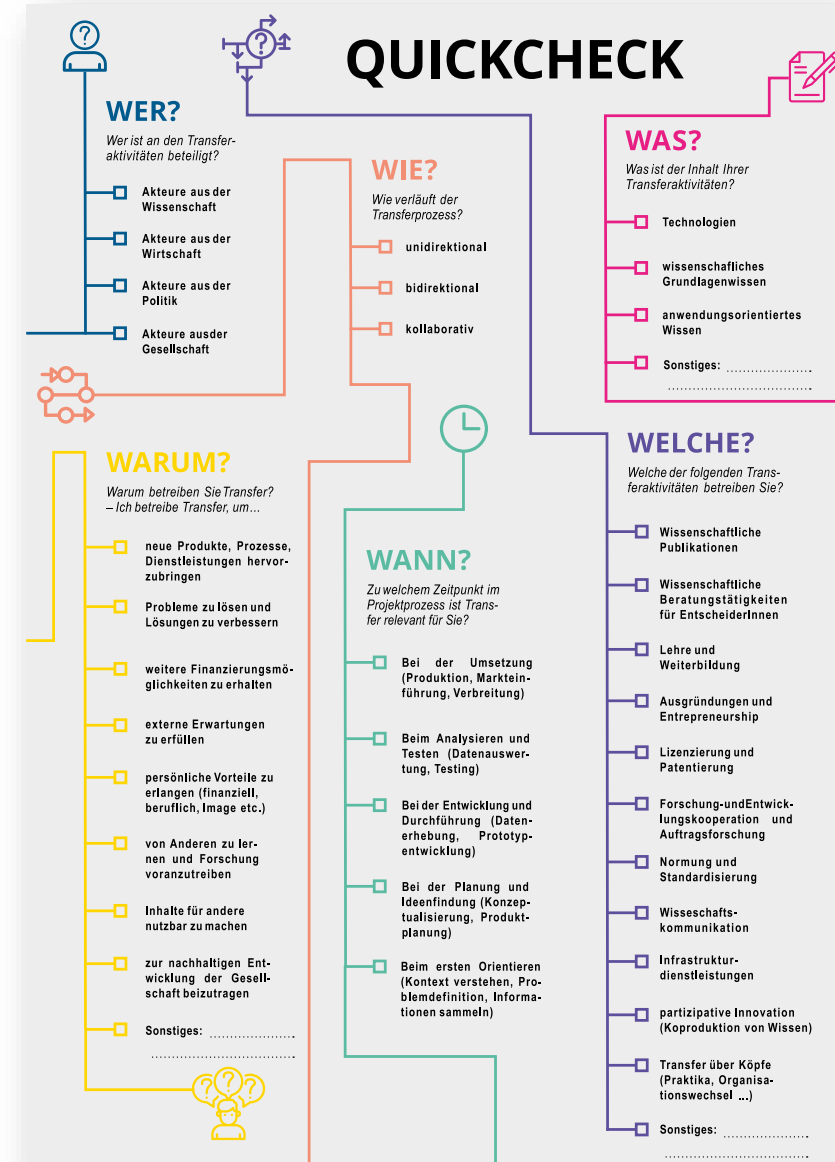 QUICKCHECK
WER?
Wer ist an den Transfer-
aktivitäten beteiligt?
Akteure aus der
Wissenschaft
Akteure aus der
Wirtschaft
Akteure aus der
Politik
Akteure ausder
Gesellschaft
WIE?
Wie verläuft der
Transferprozess?
unidirektional
bidirektional
kollaborativ
WAS?
Was ist der Inhalt Ihrer
Transferaktivitäten?
Technologien
wissenschafliches
Grundlagenwissen
anwendungsorientiertes
Wissen
Sonstiges:
WARUM?
Warum betreiben Sie Transfer?
– Ich betreibe Transfer, um...
neue Produkte, Prozesse,
Dienstleistungen hervor-
zubringen
Probleme zu lösen und
Lösungen zu verbessern
weitere Finanzierungsmö-
glichkeiten zu erhalten
externe Erwartungen
zu erfüllen
persönliche Vorteile zu
erlangen (finanziell,
beruflich, Image etc.)
von Anderen zu ler-
nen und Forschung
voranzutreiben
Inhalte für andere
nutzbar zu machen
zur nachhaltigen Ent-
wicklung der Gesell-
schaft beizutragen
Sonstiges:
WANN?
Zu welchem Zeitpunkt im
Projektprozess ist Trans-
fer relevant für Sie?
Bei der Umsetzung
(Produktion, Marktein-
führung, Verbreitung)
Beim Analysieren und
Testen (Datenauswer-
tung, Testing)
Bei der Entwicklung und
Durchführung (Daten-
erhebung, Prototyp-
entwicklung)
Bei der Planung und
Ideenfindung (Konzep-
tualisierung, Produkt-
planung)
Beim ersten Orientieren
(Kontext verstehen, Pro-
blemdefinition, Informa-
tionen sammeln)
WELCHE?
Welche der folgenden Trans-
feraktivitäten betreiben Sie?
Wissenschaftliche
Publikationen
Wissenschaftliche
Beratungstätigkeiten
für EntscheiderInnen
Lehre und
Weiterbildung
Ausgründungen und
Entrepreneurship
Lizenzierung und
Patentierung
Forschung-undEntwick-
lungskooperation und
Auftragsforschung
Normung und
Standardisierung
Wisseschafts-
kommunikation
Infrastruktur-
dienstleistungen
partizipative Innovation
(Koproduktion von Wissen)
Transfer über Köpfe
(Praktika, Organisa-
tionswechsel ...)
Sonstiges: